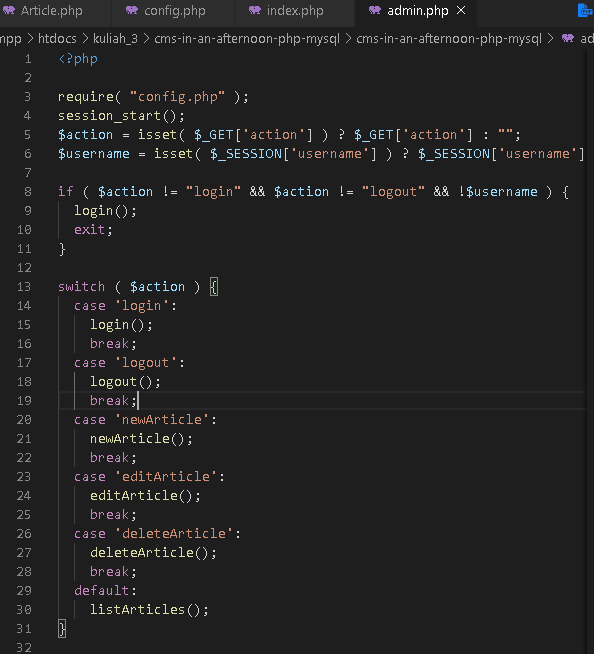 Article.php config.php index.php admin.php
htdocs > kuliah_3 > cms-in-an-afternoon-php-mysql > cms-in-an-afternoon-php-mysql >
1 <?php
2
3 require( "config.php" );
4 session_start();
5 $action = isset( $_GET['action'] ) ? $_GET['action'] : "";
6 $username = isset( $_SESSION['username'] ) ? $_SESSION['username']
7
8 if ( $action != "login" && $action != "logout" && !$username ) {
9 login();
10 exit;
11 }
12
13 switch ( $action ) {
14 case 'login':
15 login();
16 break;
17 case 'logout':
18 logout();
19 break;
20 case 'newArticle':
21 newArticle();
22 break;
23 case 'editArticle':
24 editArticle();
25 break;
26 case 'deleteArticle':
27 deleteArticle();
28 break;
29 default:
30 listArticles();
31 }
32